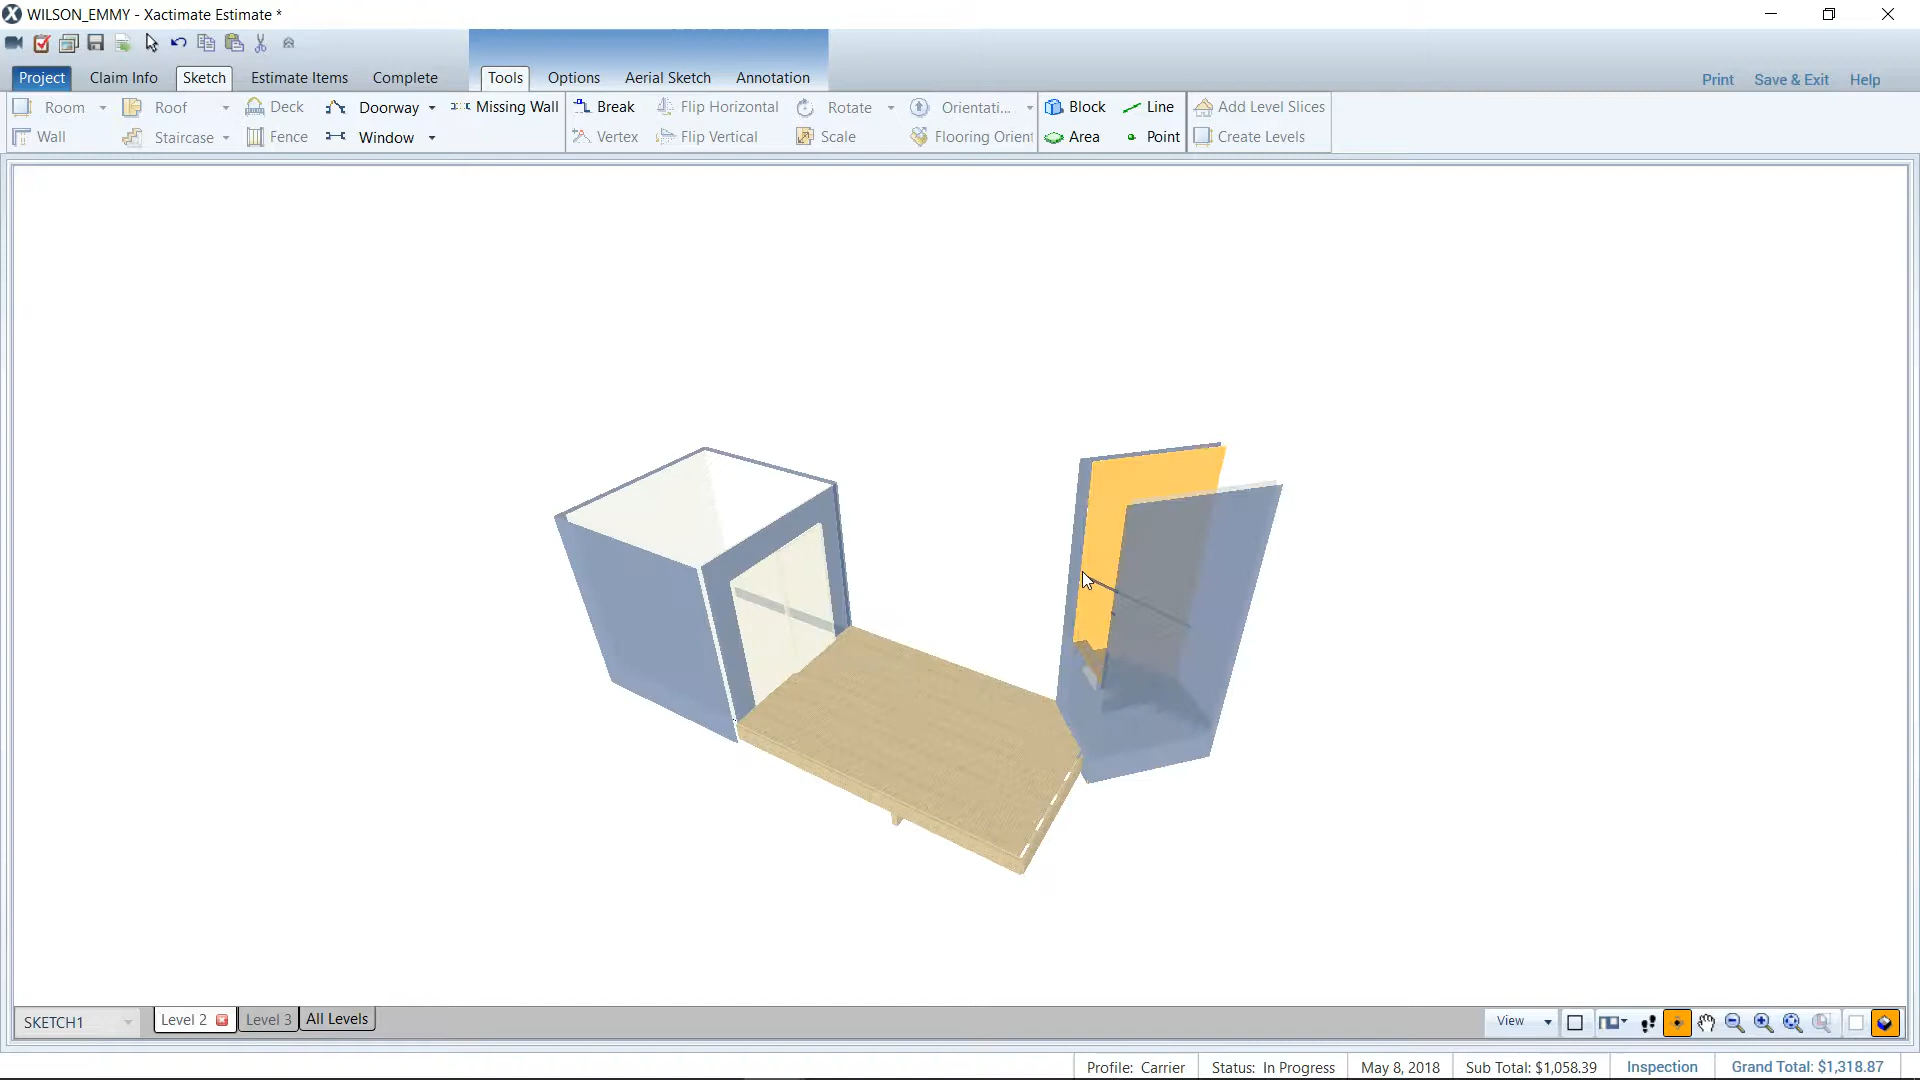 WILSON_EMMY - Xactimate Estimate *
Project Claim Info Sketch Estimate Items Complete Tools Options Aerial Sketch Annotation Print Save & Exit Help
Room Roof Deck Doorway Missing Wall Break Flip Horizontal Rotate Orientati... Block Line Add Level Slices
Wall Staircase Fence Window Vertex Flip Vertical Scale Flooring Orient Area Point Create Levels
SKETCH1 Level 2 Level 3 All Levels View
Profile: Carrier Status: In Progress May 8, 2018 Sub Total: $1,058.39 Inspection Grand Total: $1,318.87